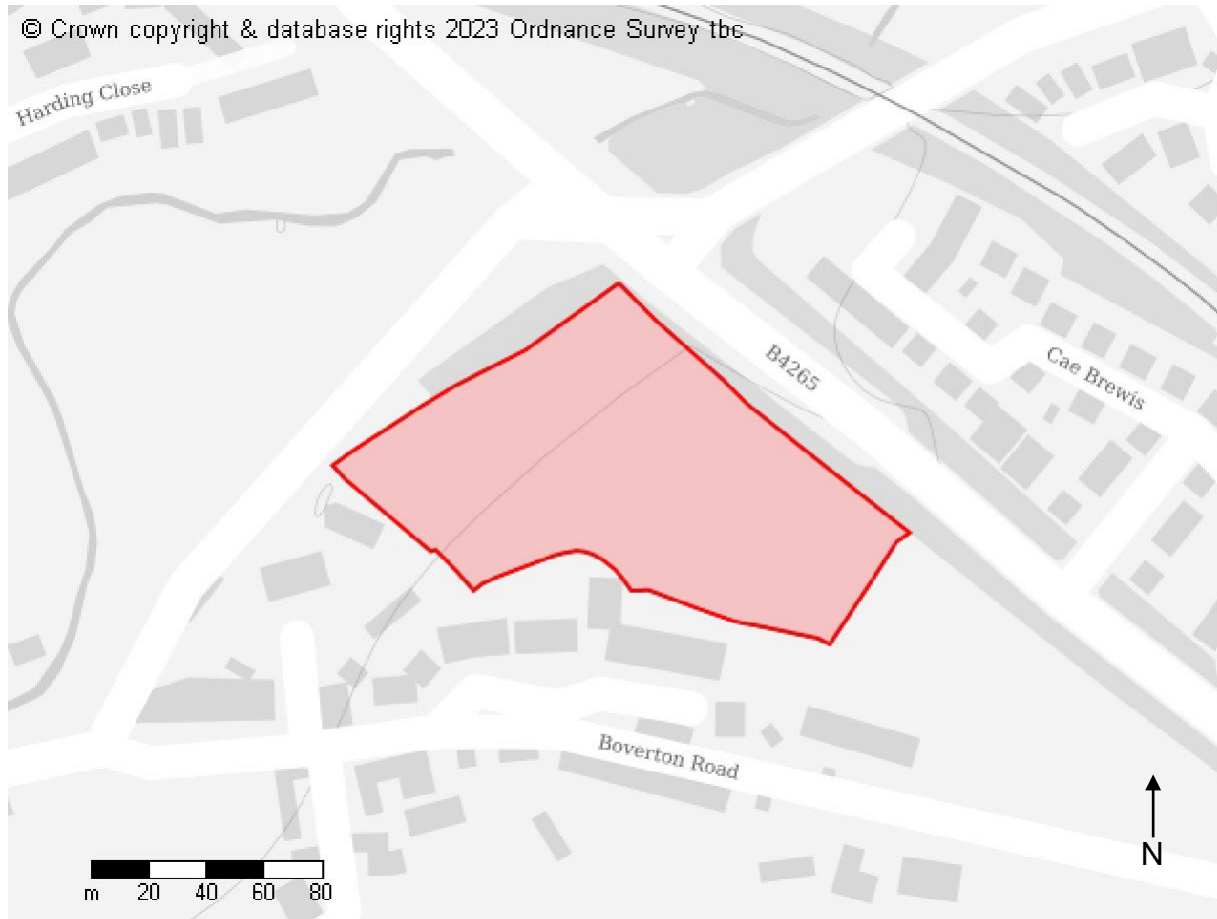 © Crown copyright & database rights 2023 Ordnance Survey tbc
Harding Close
B4265
Cae Brewis
Boverton Road
N
m 20 40 60 80